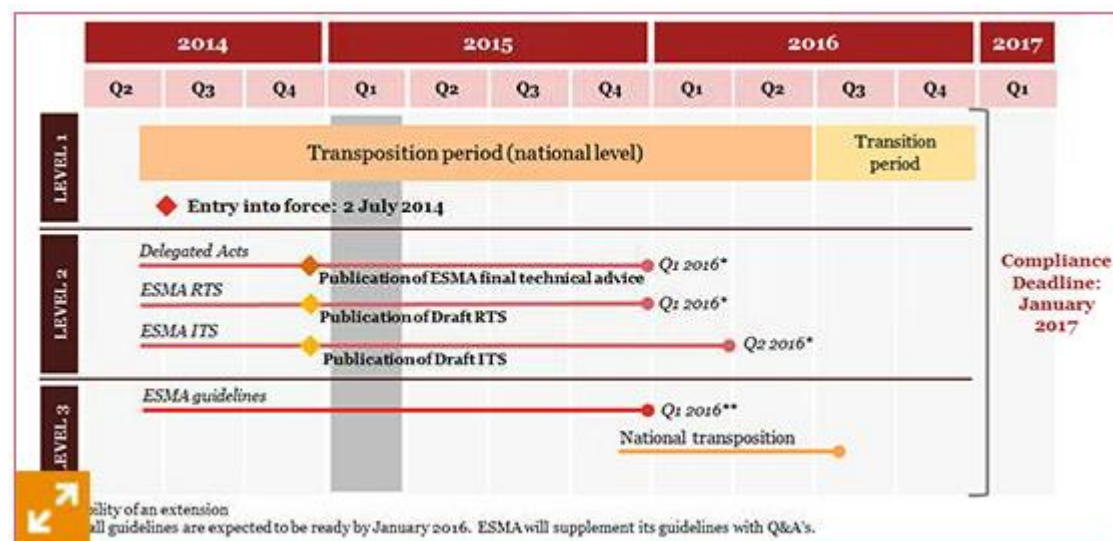 2014 2015 2016 2017
Q2 Q3 Q4 Q1 Q2 Q3 Q4 Q1 Q2 Q3 Q4 Q1
LEVEL 1
Transposition period (national level)
Transition
period
Entry into force: 2 July 2014
LEVEL 2
Delegated Acts
Q1 2016*
Publication of ESMA final technical advice
ESMA RTS
Q1 2016*
Publication of Draft RTS
ESMA ITS
Q2 2016*
Publication of Draft ITS
Compliance
Deadline:
January
2017
LEVEL 3
ESMA guidelines
Q1 2016**
National transposition
of an extension
all guidelines are expected to be ready by January 2016. ESMA will supplement its guidelines with Q&A's.